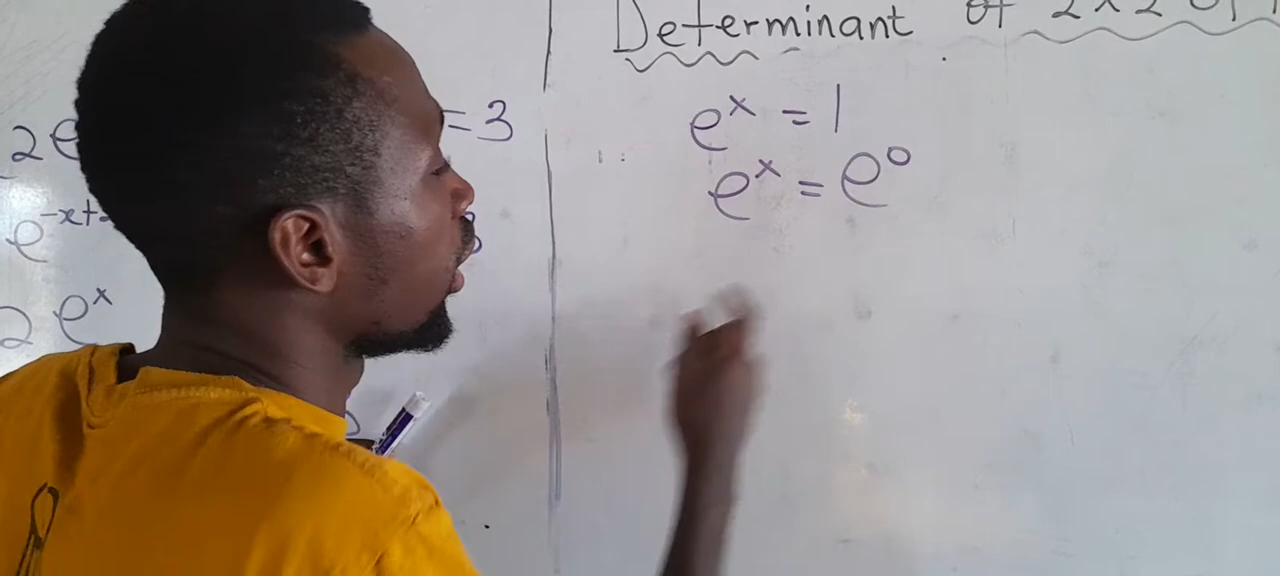 Determinant of 2x2
e^x = 1
e^x = e^0
2e =3
e^-x+
2e^x